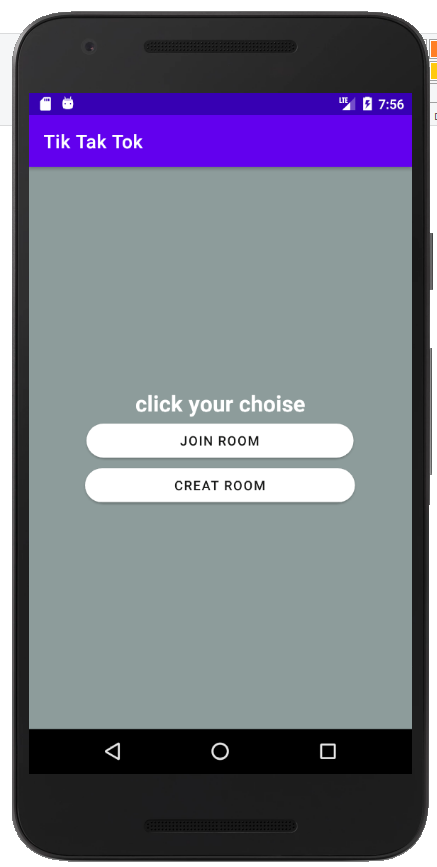 LTE 7:56
Tik Tak Tok
click your choise
JOIN ROOM
CREAT ROOM